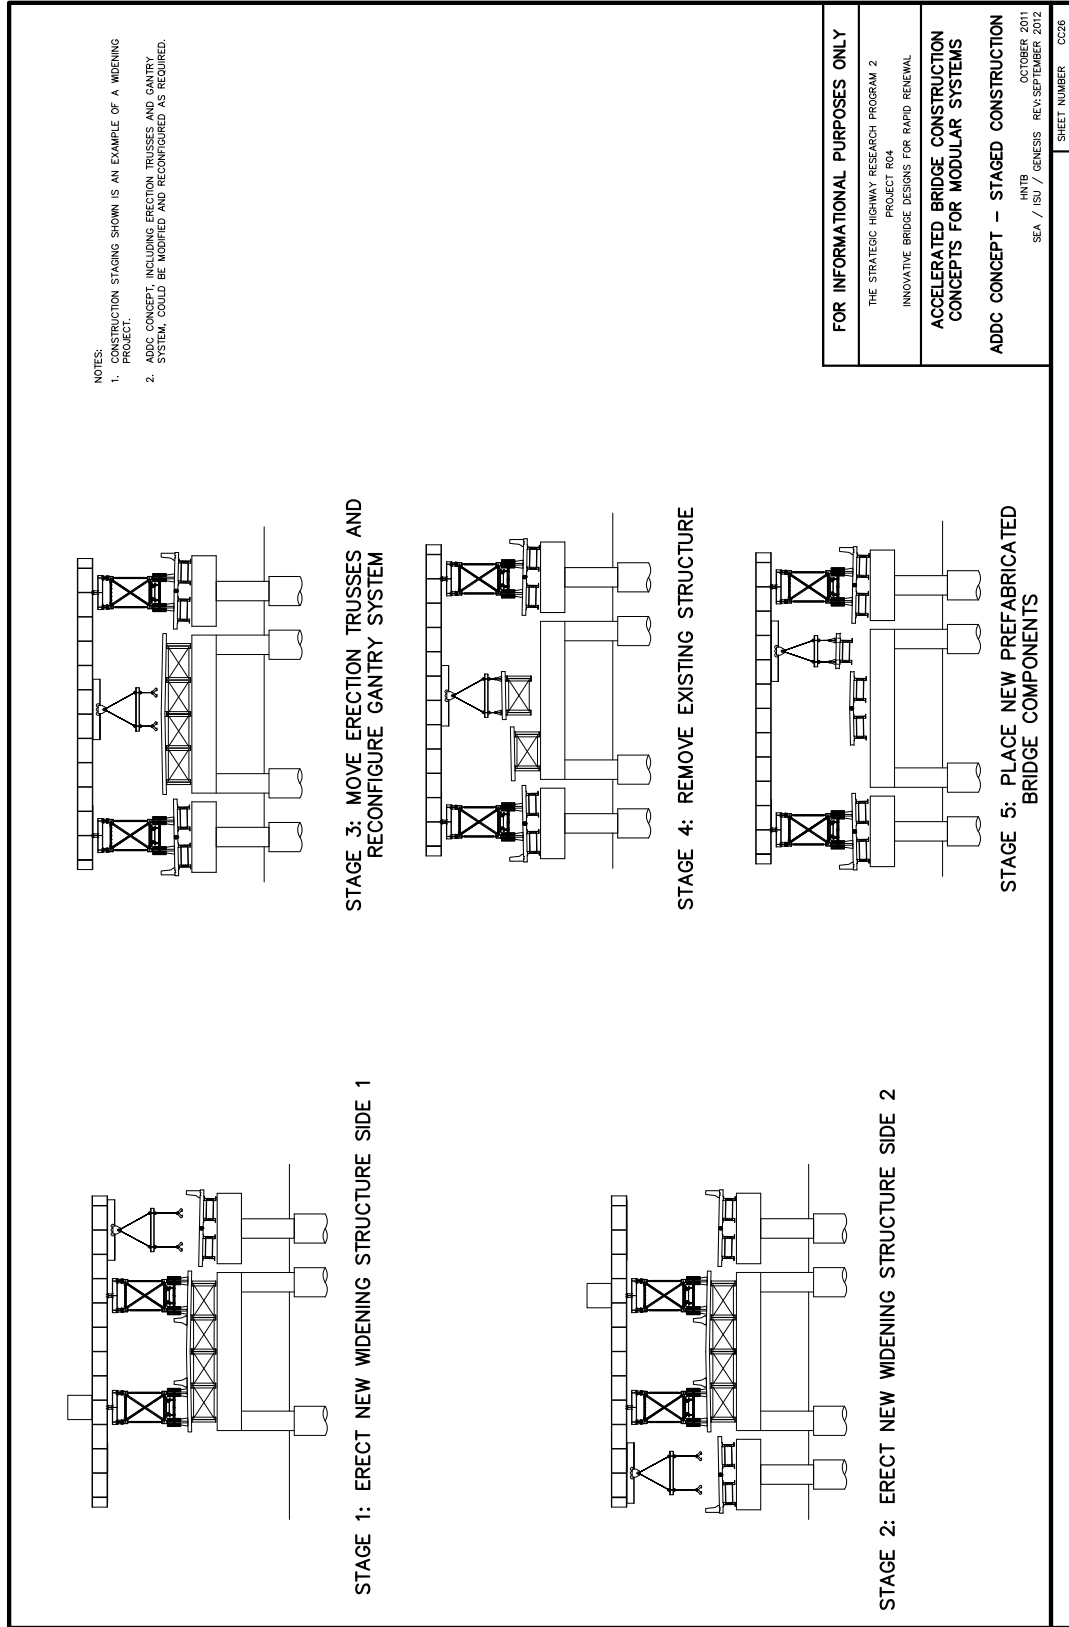 STAGE 1: ERECT NEW WIDENING STRUCTURE SIDE 1
STAGE 2: ERECT NEW WIDENING STRUCTURE SIDE 2
STAGE 3: MOVE ERECTION TRUSSES AND
RECONFIGURE GANTRY SYSTEM
STAGE 4: REMOVE EXISTING STRUCTURE
STAGE 5: PLACE NEW PREFABRICATED
BRIDGE COMPONENTS
NOTES:
1. CONSTRUCTION STAGING SHOWN IS AN EXAMPLE OF A WIDENING
PROJECT.
2. ADDC CONCEPT, INCLUDING ERECTION TRUSSES AND GANTRY
SYSTEM, COULD BE MODIFIED AND RECONFIGURED AS REQUIRED.
FOR INFORMATIONAL PURPOSES ONLY
THE STRATEGIC HIGHWAY RESEARCH PROGRAM 2
PROJECT R04
INNOVATIVE BRIDGE DESIGNS FOR RAPID RENEWAL
ACCELERATED BRIDGE CONSTRUCTION
CONCEPTS FOR MODULAR SYSTEMS
ADDC CONCEPT - STAGED CONSTRUCTION
HNTB OCTOBER 2011
SEA / ISU / GENESIS REV:SEPTEMBER 2012
SHEET NUMBER CC26